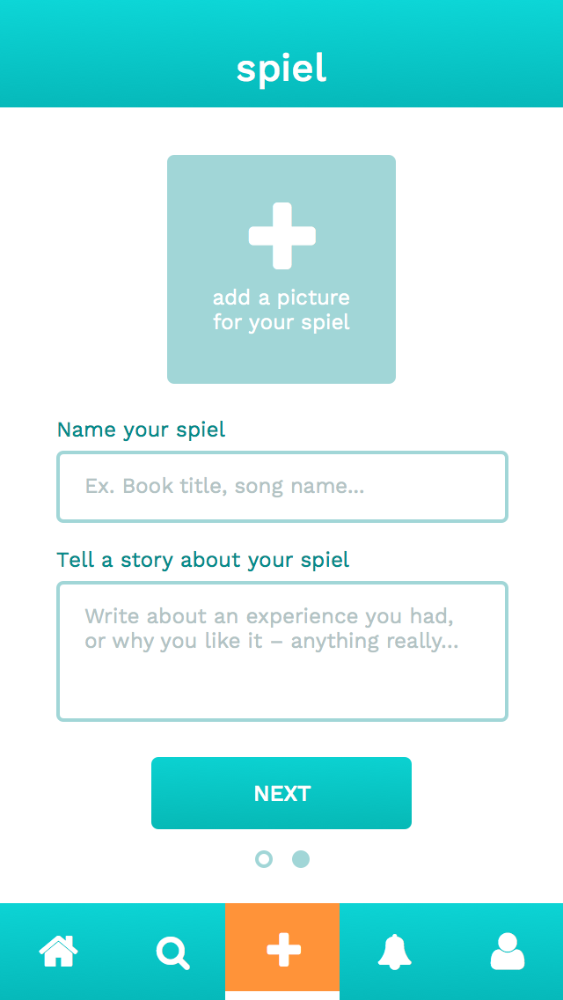 spiel
add a picture
for your spiel
Name your spiel
Ex. Book title, song name...
Tell a story about your spiel
Write about an experience you had,
or why you like it – anything really...
NEXT